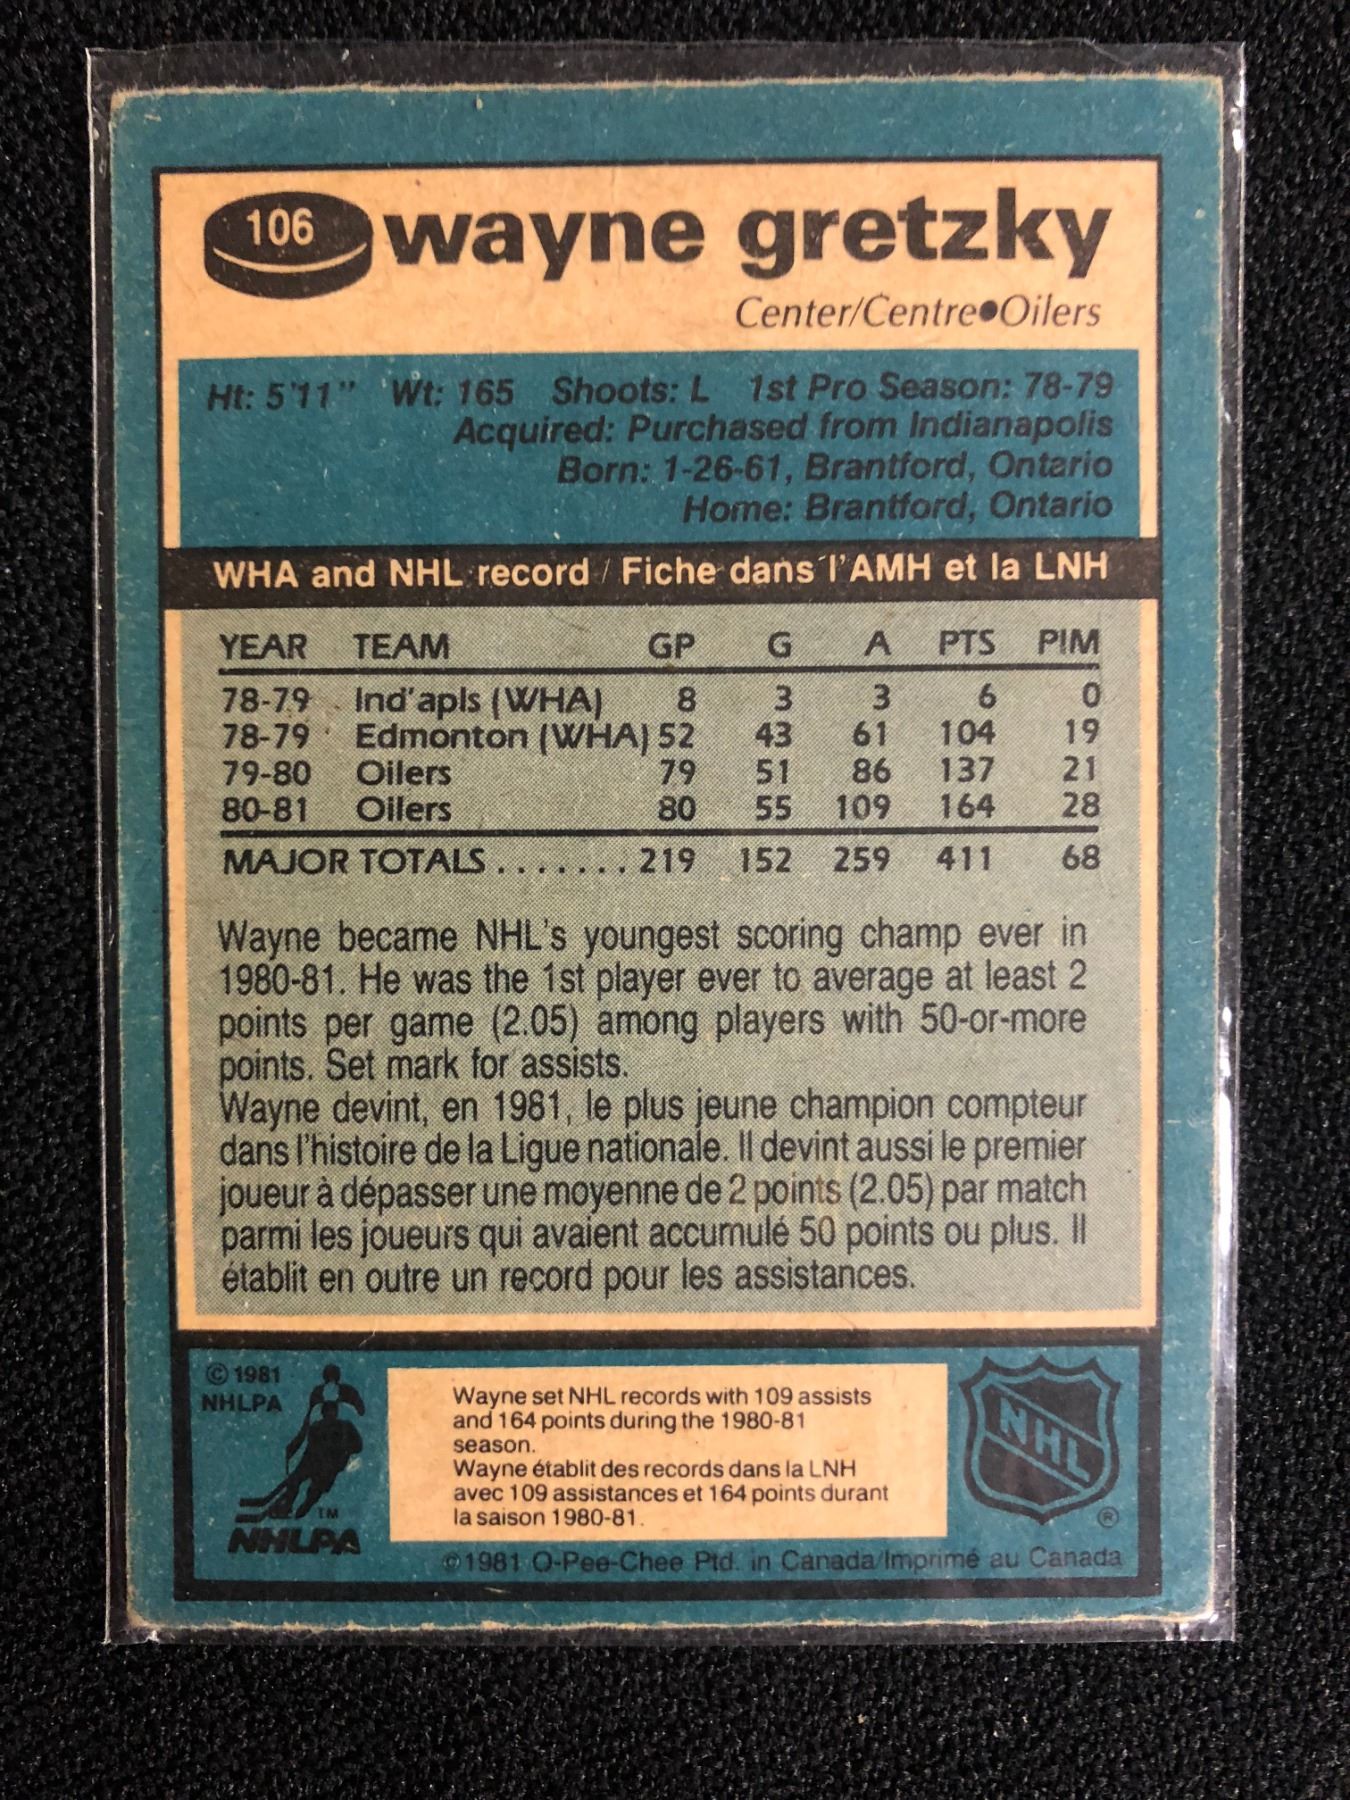 106 wayne gretzky
Center/Centre●Oilers
Ht: 5'11" Wt: 165 Shoots: L 1st Pro Season: 78-79
Acquired: Purchased from Indianapolis
Born: 1-26-61, Brantford, Ontario
Home: Brantford, Ontario
WHA and NHL record / Fiche dans l'AMH et la LNH
YEAR TEAM GP G A PTS PIM
78-79 Ind'apls (WHA) 8 3 3 6 0
78-79 Edmonton (WHA) 52 43 61 104 19
79-80 Oilers 79 51 86 137 21
80-81 Oilers 80 55 109 164 28
MAJOR TOTALS ....... 219 152 259 411 68
Wayne became NHL's youngest scoring champ ever in
1980-81. He was the 1st player ever to average at least 2
points per game (2.05) among players with 50-or-more
points. Set mark for assists.
Wayne devint, en 1981, le plus jeune champion compteur
dans l'histoire de la Ligue nationale. Il devint aussi le premier
joueur à dépasser une moyenne de 2 points (2.05) par match
parmi les joueurs qui avaient accumulé 50 points ou plus. Il
établit en outre un record pour les assistances.
© 1981
NHLPA
TM
NHLPA
Wayne set NHL records with 109 assists
and 164 points during the 1980-81
season.
Wayne établit des records dans la LNH
avec 109 assistances et 164 points durant
la saison 1980-81.
NHL
®
©1981 O-Pee-Chee Ptd. in Canada/Imprimé au Canada